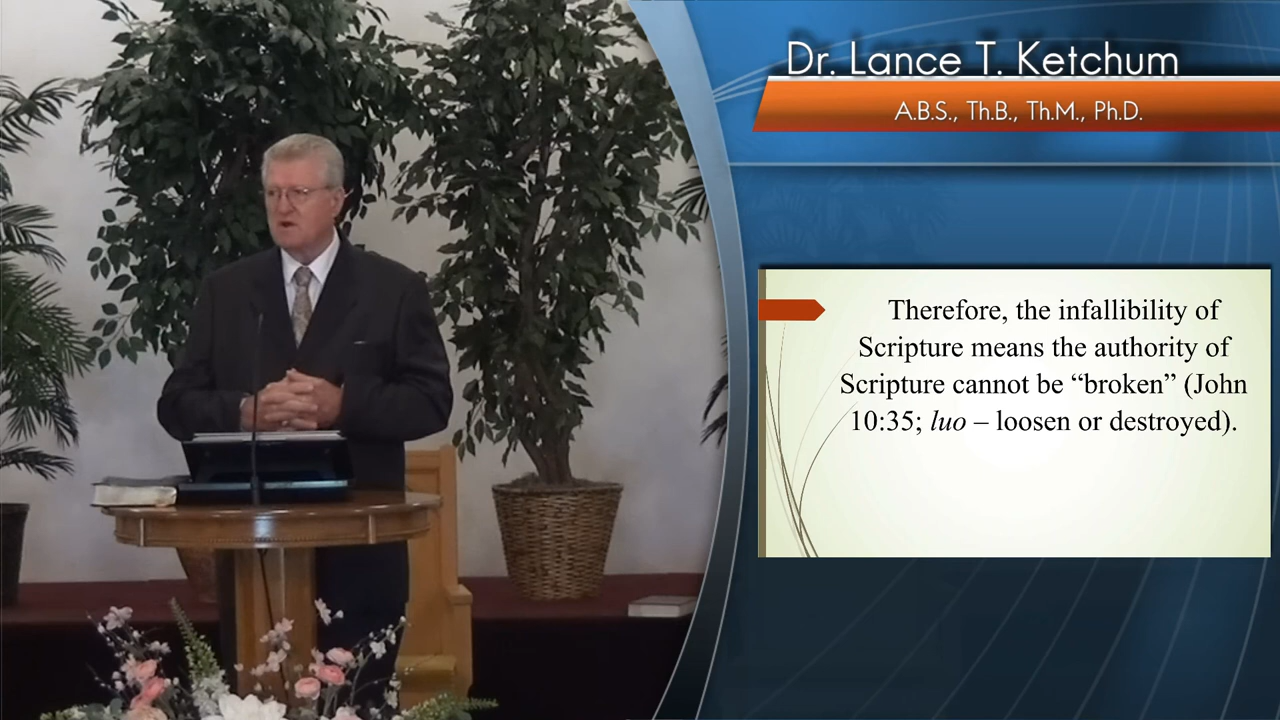 Dr. Lance T. Ketchum
A.B.S., Th.B., Th.M., Ph.D.
Therefore, the infallibility of
Scripture means the authority of
Scripture cannot be “broken” (John
10:35; luo – loosen or destroyed).